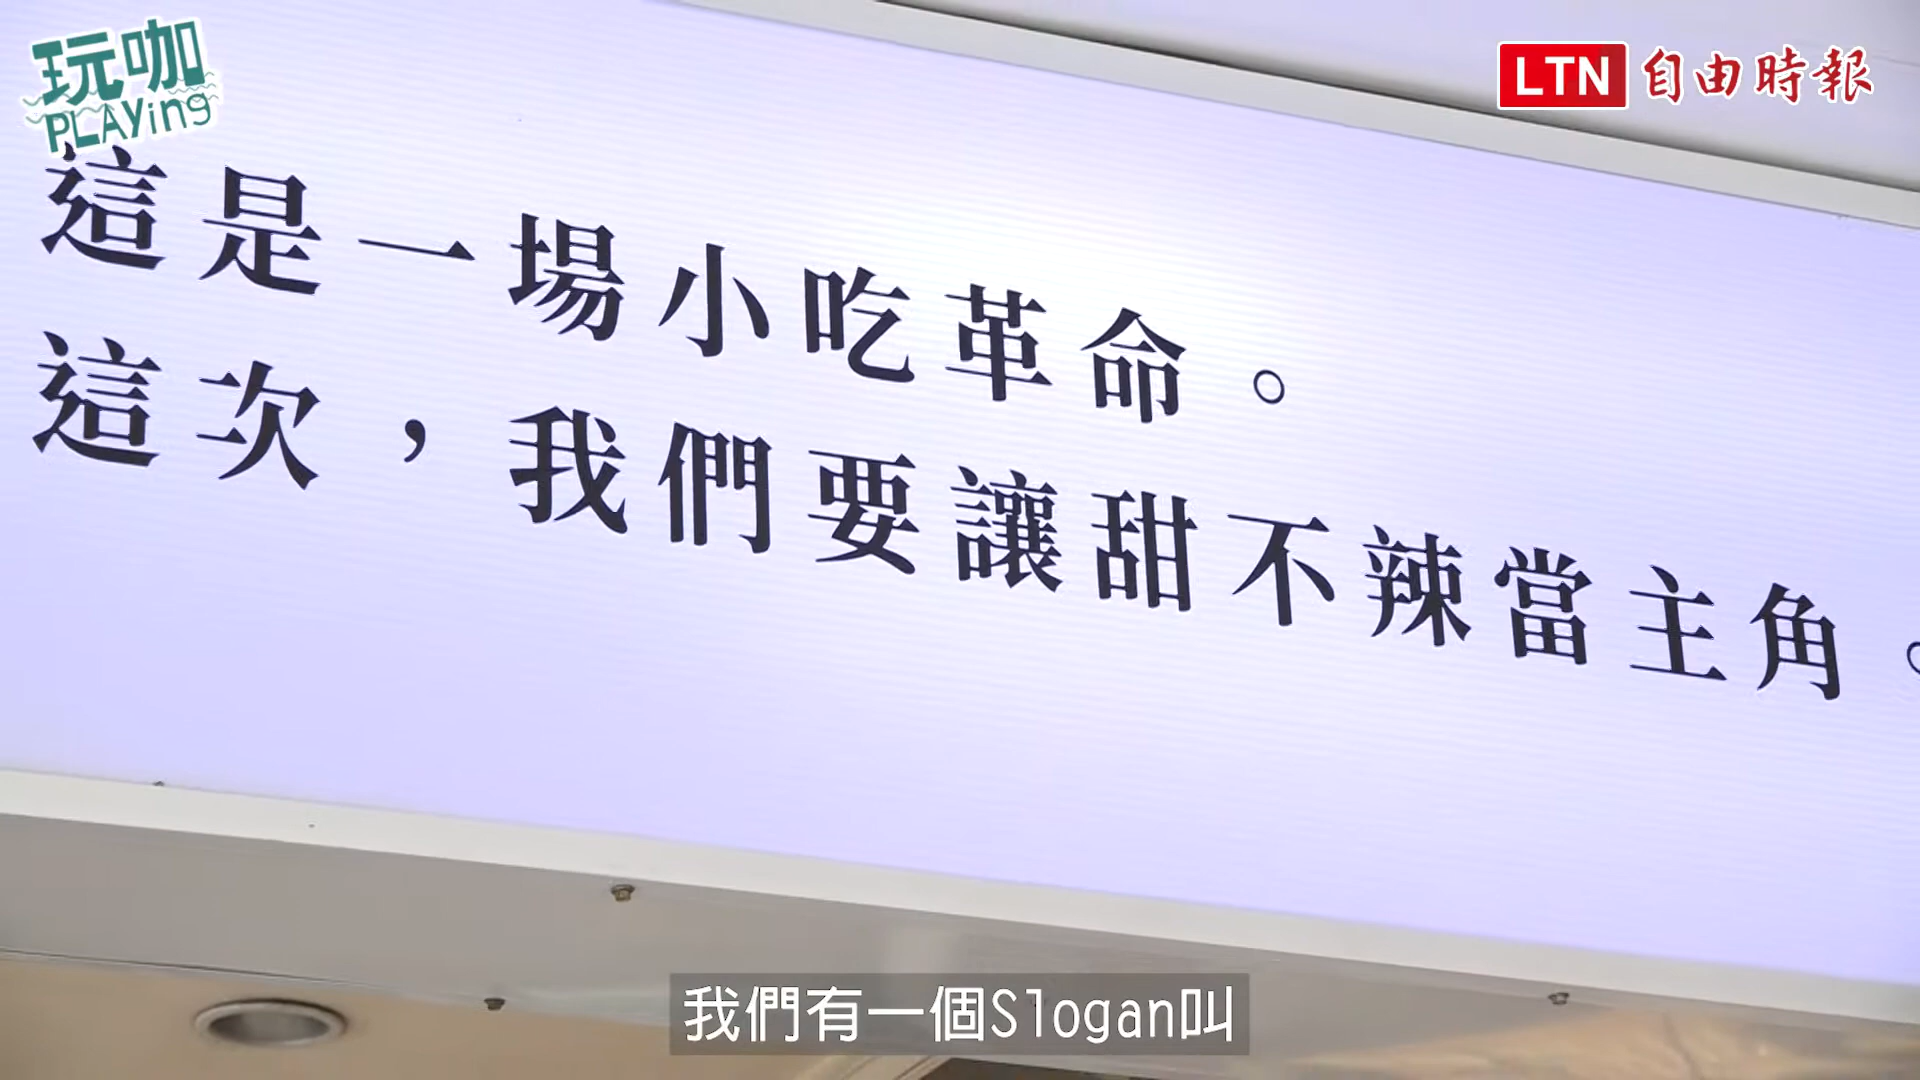 玩咖
PLAYing
LTN 自由時報
這是一場小吃革命。
這次，我們要讓甜不辣當主角。
我們有一個Slogan叫